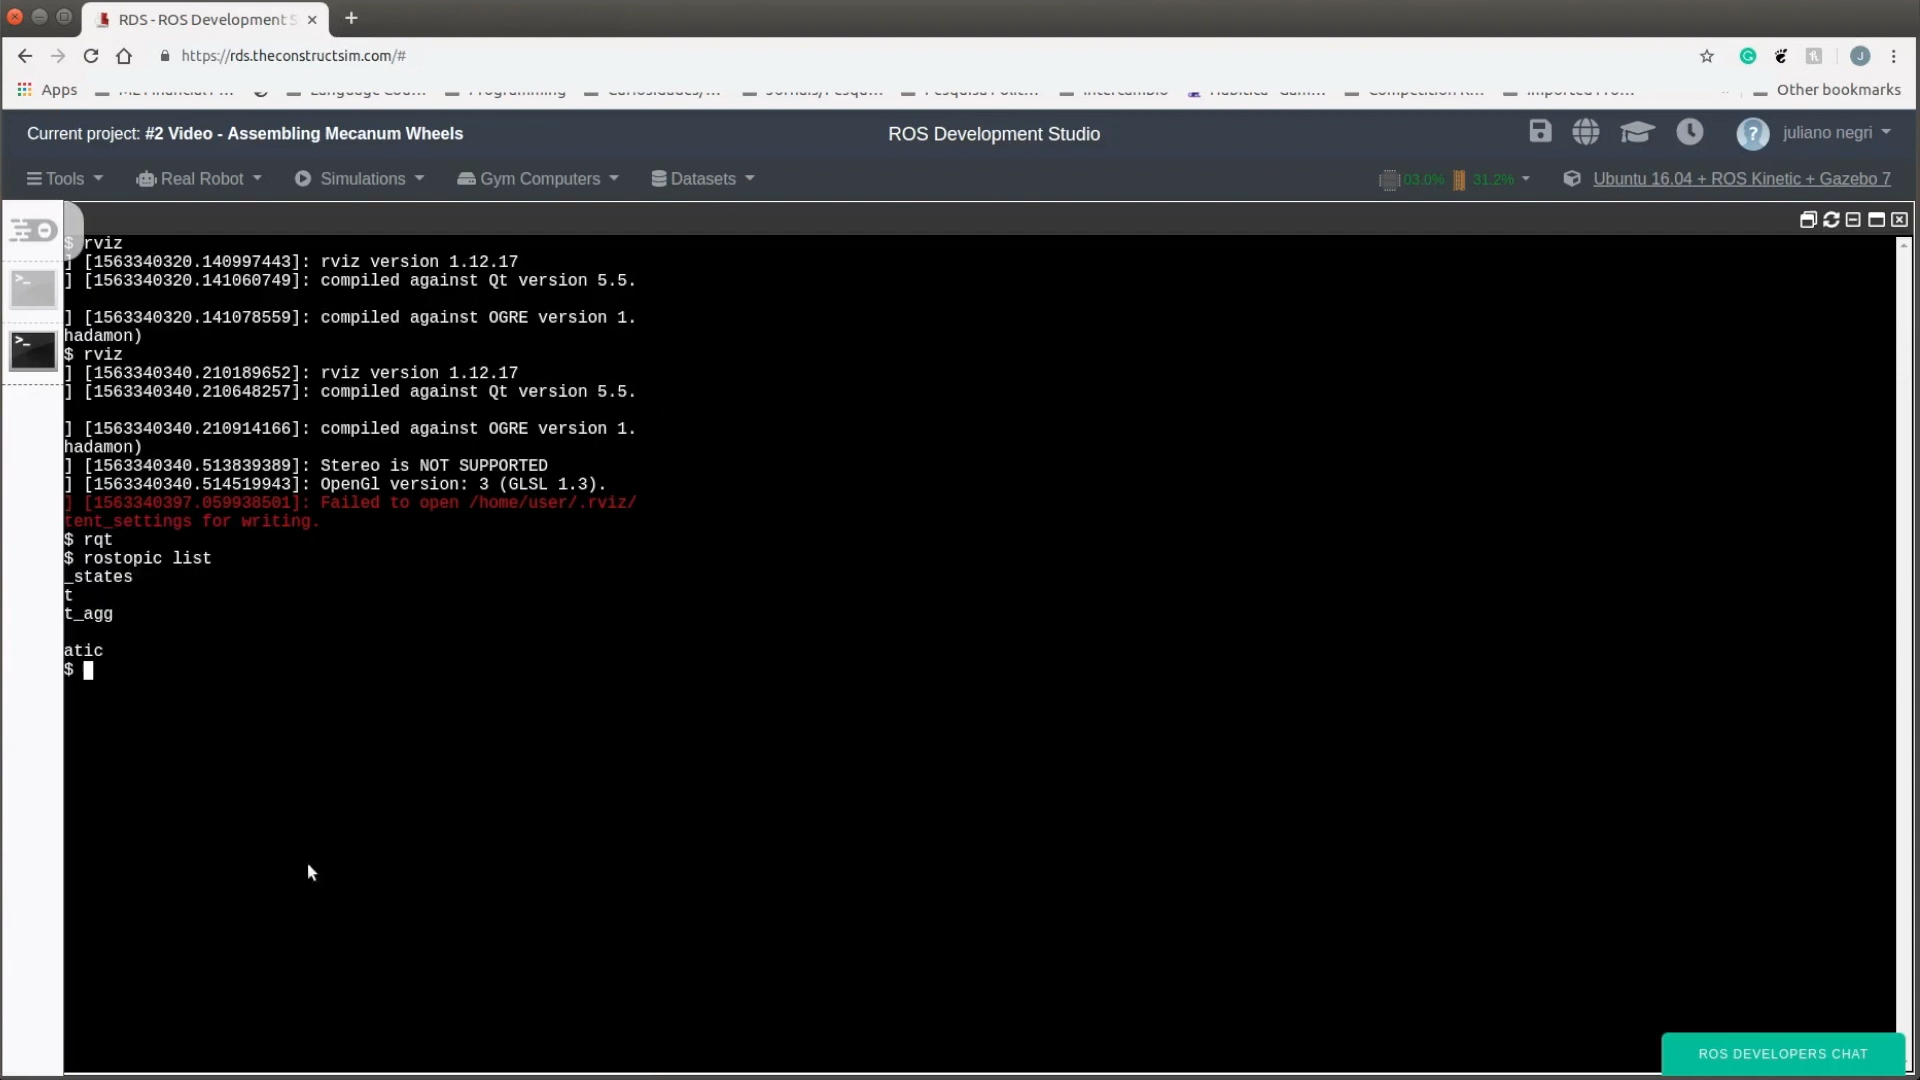 RDS - ROS Development S
https://rds.theconstructsim.com/#
Apps
Other bookmarks
Current project: #2 Video - Assembling Mecanum Wheels
ROS Development Studio
juliano negri
Tools
Real Robot
Simulations
Gym Computers
Datasets
03.0%
31.2%
Ubuntu 16.04 + ROS Kinetic + Gazebo 7
$ rviz
] [1563340320.140997443]: rviz version 1.12.17
] [1563340320.141060749]: compiled against Qt version 5.5.
] [1563340320.141078559]: compiled against OGRE version 1.
hadamon)
$ rviz
] [1563340340.210189652]: rviz version 1.12.17
] [1563340340.210648257]: compiled against Qt version 5.5.
] [1563340340.210914166]: compiled against OGRE version 1.
hadamon)
] [1563340340.513839389]: Stereo is NOT SUPPORTED
] [1563340340.514519943]: OpenGl version: 3 (GLSL 1.3).
] [1563340397.059938501]: Failed to open /home/user/.rviz/
tent_settings for writing.
$ rqt
$ rostopic list
_states
t
t_agg
atic
$
ROS DEVELOPERS CHAT